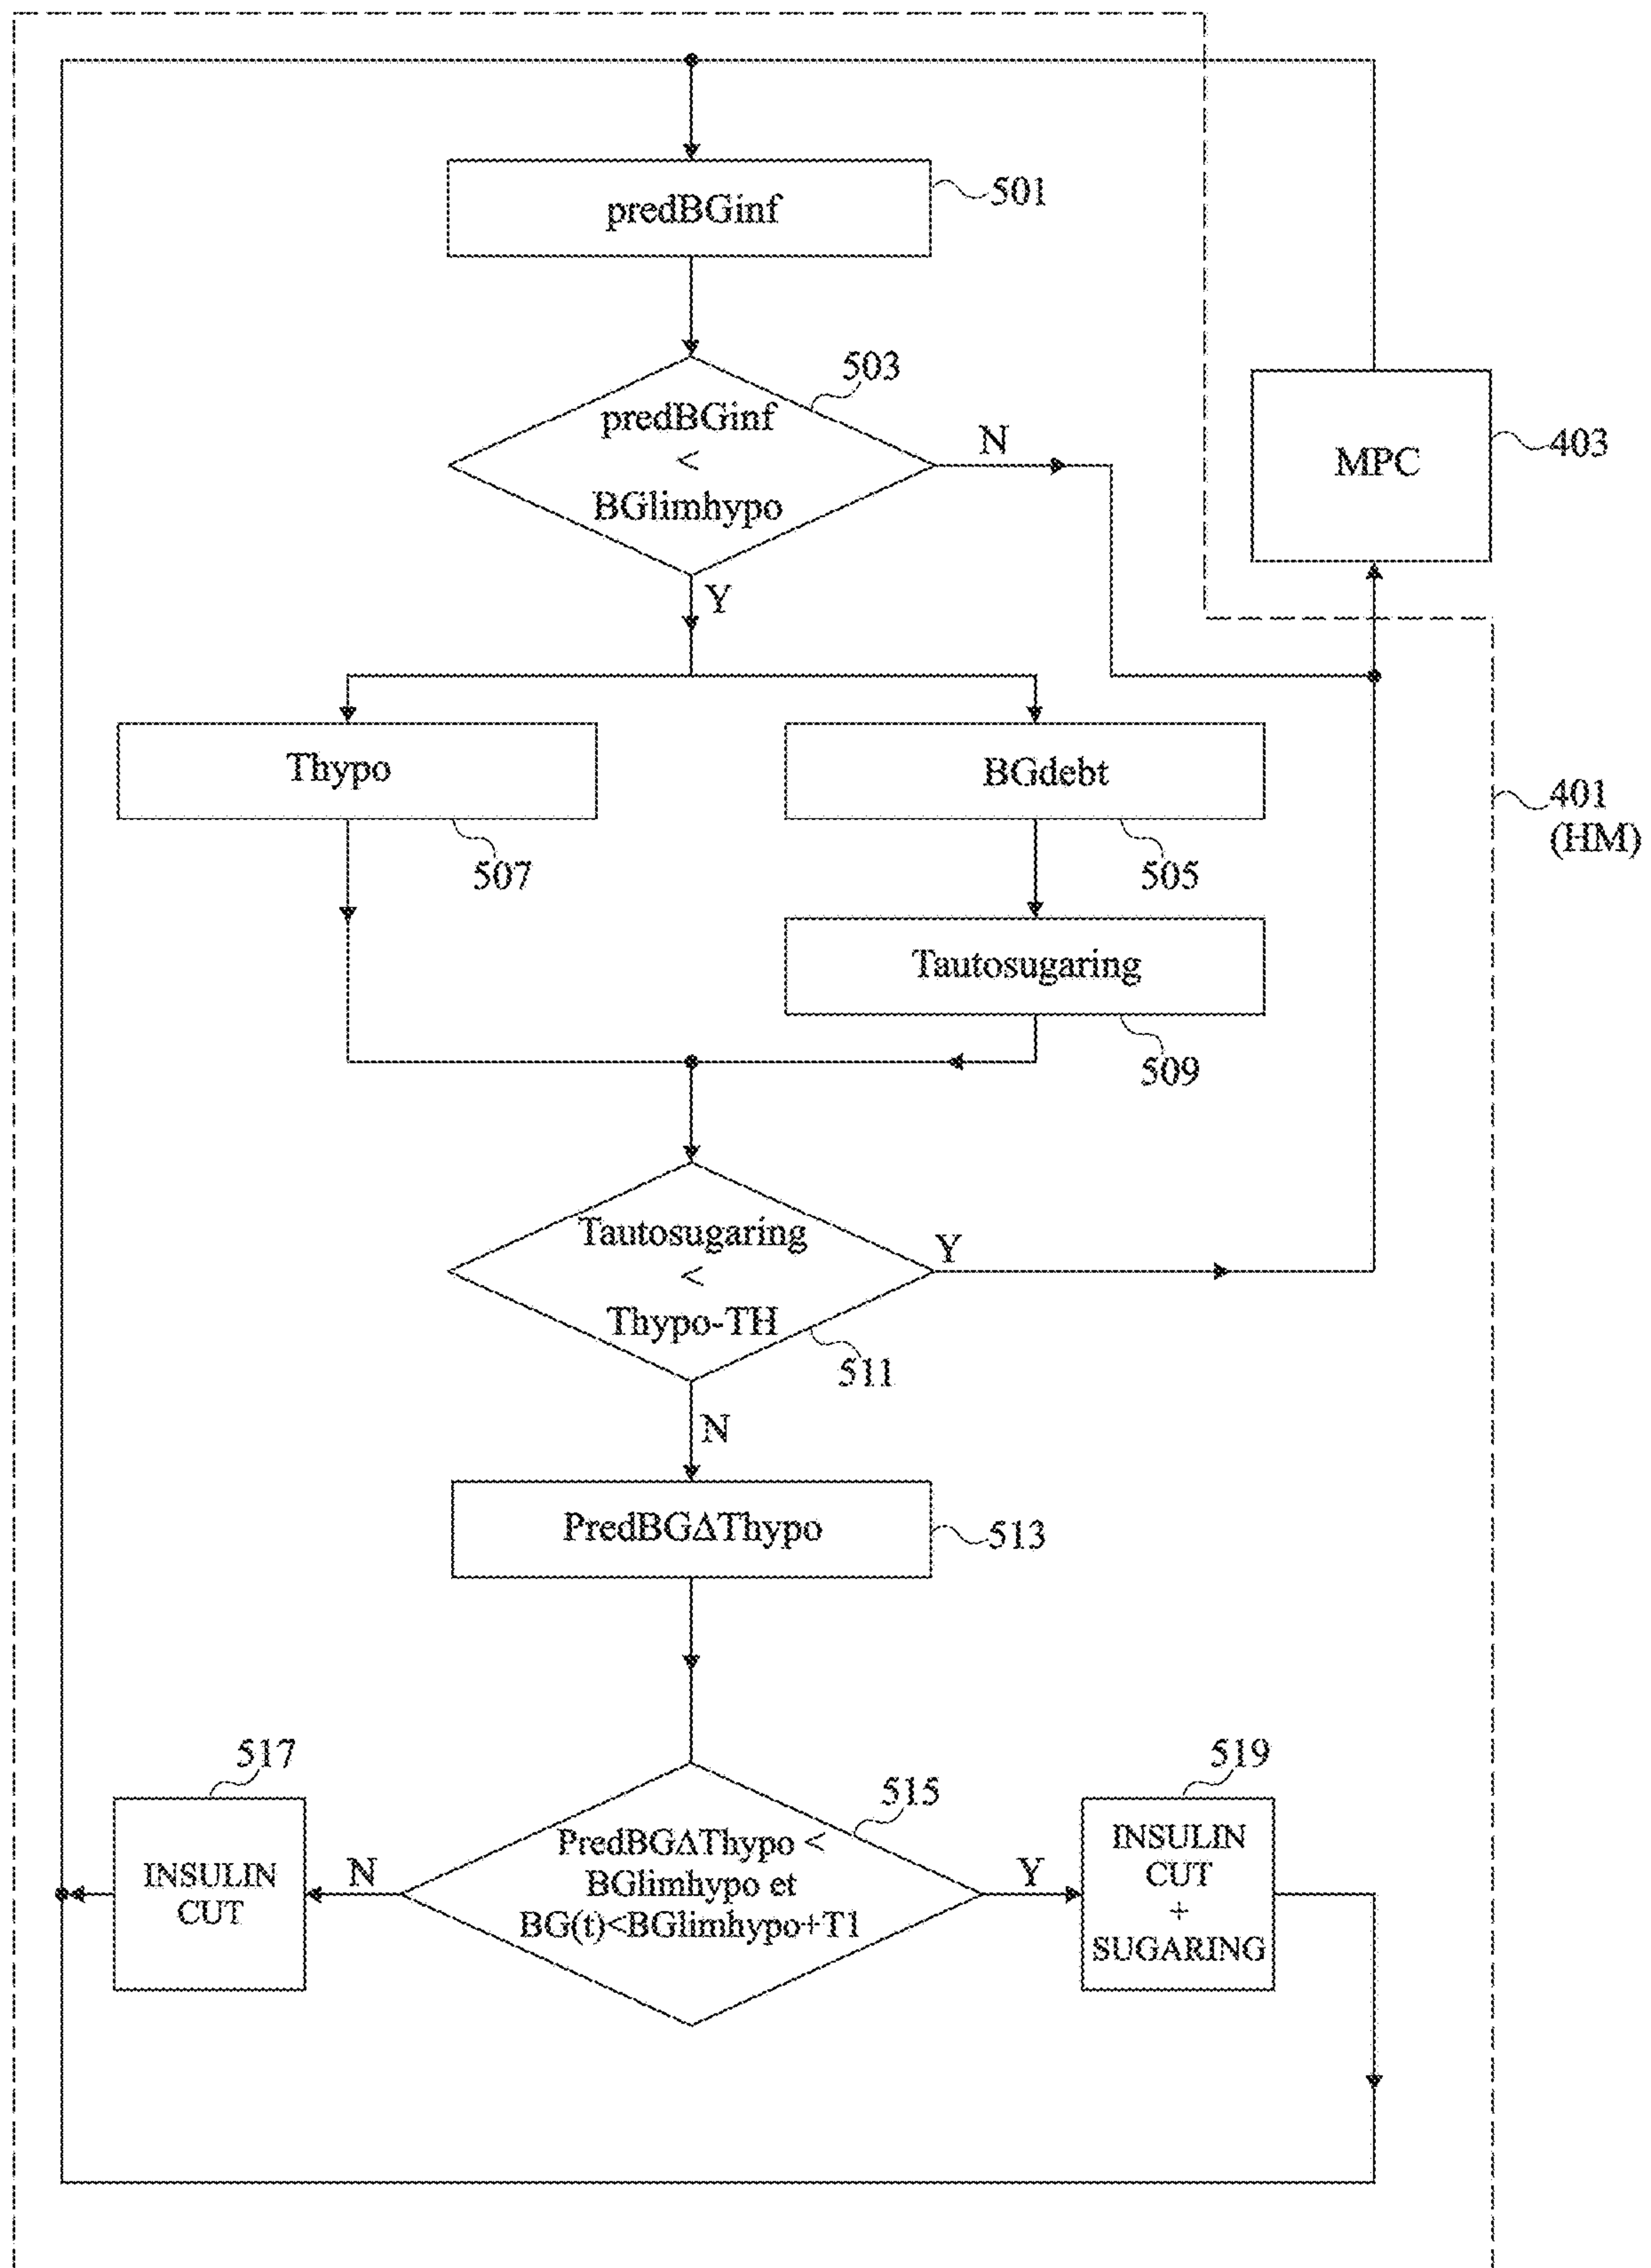 predBGinf
501
503
predBGinf
<
BGlimhypo
N
MPC
403
Y
Thypo
BGdebt
401
(HM)
507
505
Tautosugaring
509
Tautosugaring
<
Thypo-TH
Y
511
N
PredBGΔThypo
513
517
519
515
INSULIN
CUT
N
PredBGΔThypo <
BGlimhypo et
BG(t)<BGlimhypo+T1
Y
INSULIN
CUT
+
SUGARING